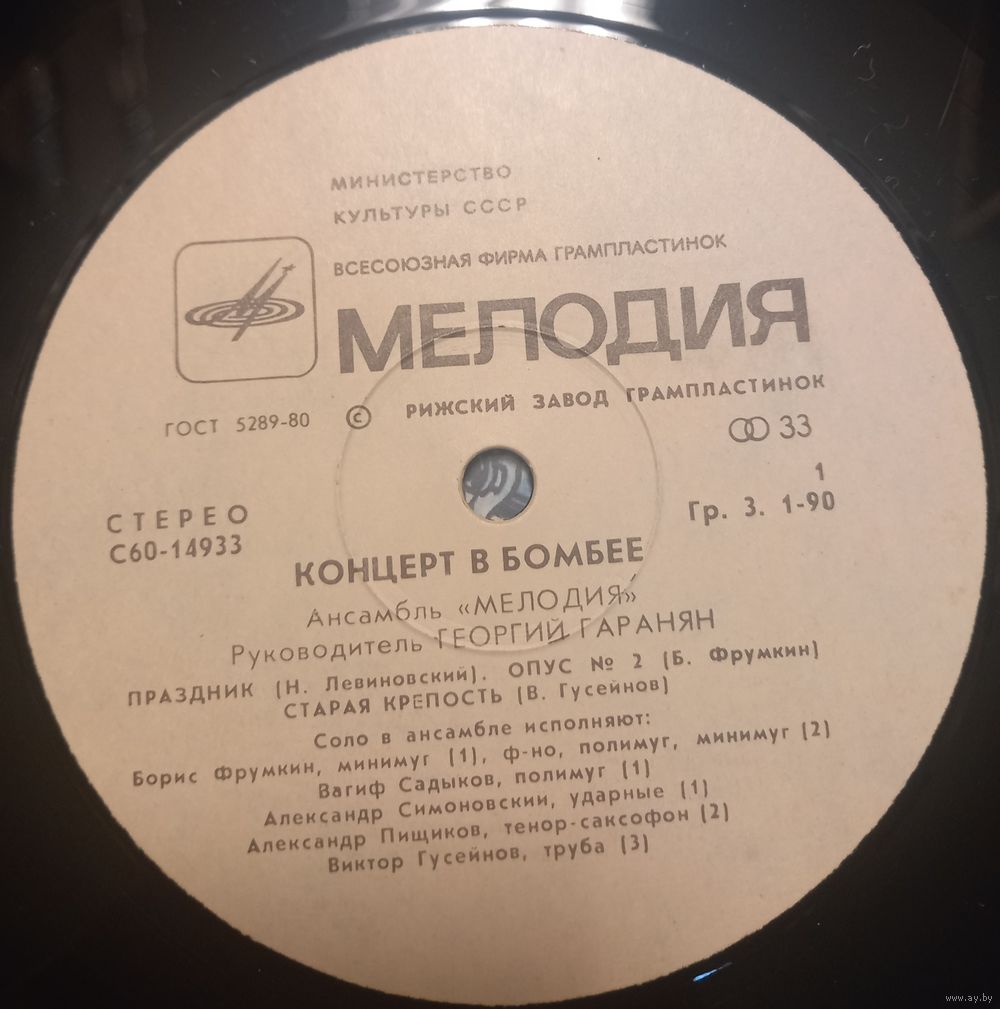 МИНИСТЕРСТВО
КУЛЬТУРЫ СССР
ВСЕСОЮЗНАЯ ФИРМА ГРАМПЛАСТИНОК
МЕЛОДИЯ
РИЖСКИЙ ЗАВОД ГРАМПЛАСТИНОК
ГОСТ 5289-80 ©
33
1
СТЕРЕО
Гр. 3. 1-90
С60-14933
КОНЦЕРТ В БОМБЕЕ
Ансамбль «МЕЛОДИЯ»
Руководитель ГЕОРГИЙ ГАРАНЯН
ПРАЗДНИК (Н. Левиновский). ОПУС № 2 (Б. Фрумкин)
СТАРАЯ КРЕПОСТЬ (В. Гусейнов)
Соло в ансамбле исполняют:
Борис Фрумкин, минимуг (1), ф-но, полимуг, минимуг (2)
Вагиф Садыков, полимуг (1)
Александр Симоновский, ударные (1)
Александр Пищиков, тенор-саксофон (2)
Виктор Гусейнов, труба (3)
www.ay.by